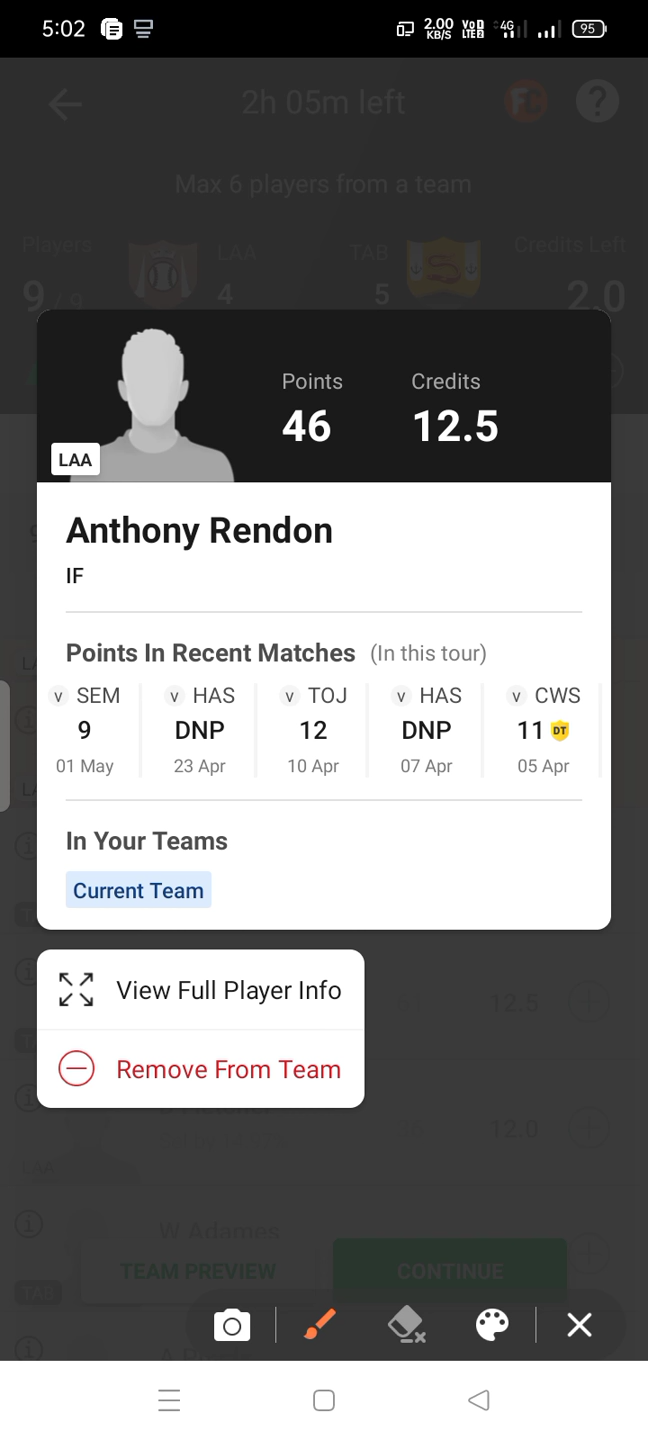 5:02
2.00 KB/S
VoD LTE2
4G
95
2h 05m left
FC
?
Max 6 players from a team
Players
LAA
TAB
Credits Left
9 / 9
4
5
2.0
Points
Credits
46
12.5
LAA
Anthony Rendon
IF
Points In Recent Matches (In this tour)
v SEM
v HAS
v TOJ
v HAS
v CWS
9
DNP
12
DNP
11 DT
01 May
23 Apr
10 Apr
07 Apr
05 Apr
In Your Teams
Current Team
View Full Player Info
12.5
Remove From Team
12.0
LAA
W Adames
TEAM PREVIEW
CONTINUE
TAB